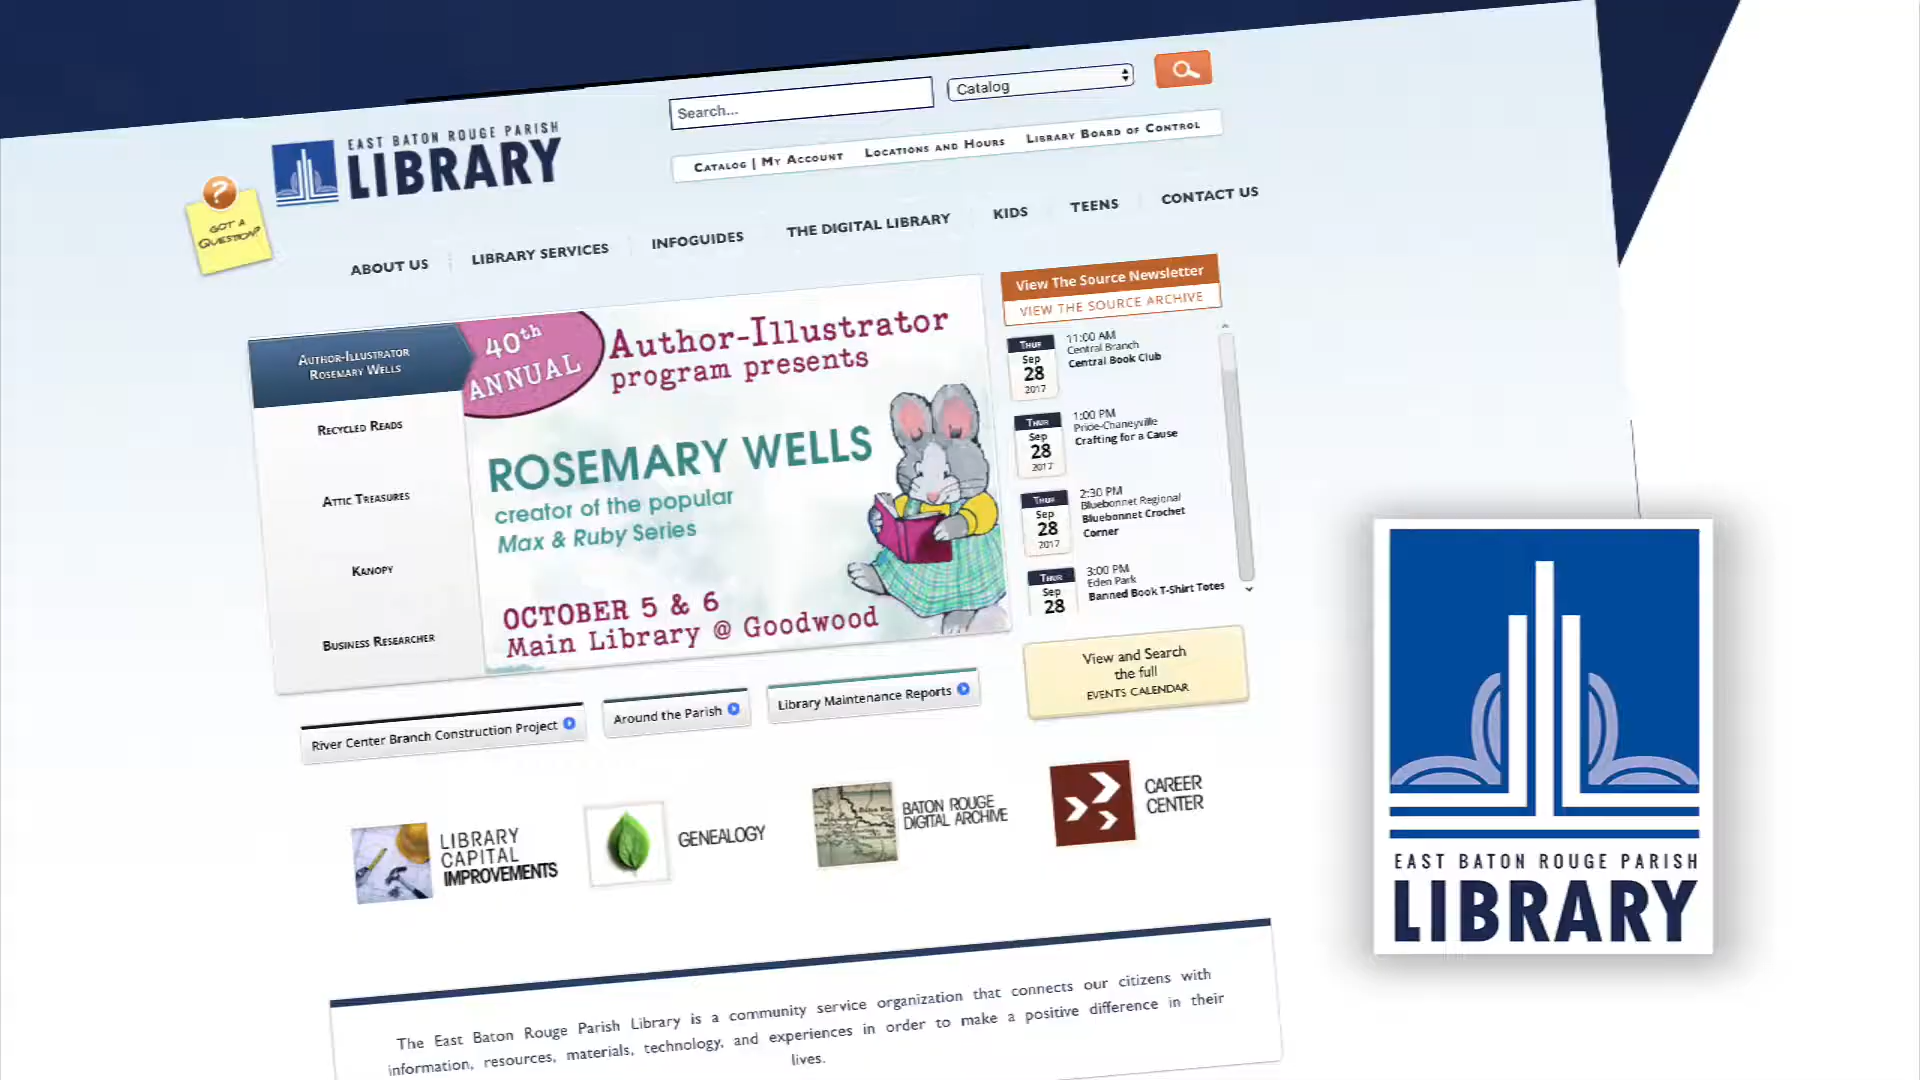 Search...
Catalog
EAST BATON ROUGE PARISH
LIBRARY
CATALOG | MY ACCOUNT LOCATIONS AND HOURS LIBRARY BOARD OF CONTROL
?
GOT A
QUESTION?
ABOUT US LIBRARY SERVICES INFOGUIDES THE DIGITAL LIBRARY KIDS TEENS CONTACT US
AUTHOR-ILLUSTRATOR
ROSEMARY WELLS
RECYCLED READS
ATTIC TREASURES
KANOPY
BUSINESS RESEARCHER
40th
ANNUAL
Author-Illustrator
program presents
ROSEMARY WELLS
creator of the popular
Max & Ruby Series
OCTOBER 5 & 6
Main Library @ Goodwood
View The Source Newsletter
VIEW THE SOURCE ARCHIVE
THUR
Sep
28
2017
11:00 AM
Central Branch
Central Book Club
THUR
Sep
28
2017
1:00 PM
Pride-Chaneyville
Crafting for a Cause
THUR
Sep
28
2017
2:30 PM
Bluebonnet Regional
Bluebonnet Crochet
Corner
THUR
Sep
28
3:00 PM
Eden Park
Banned Book T-Shirt Totes
View and Search
the full
EVENTS CALENDAR
River Center Branch Construction Project
Around the Parish
Library Maintenance Reports
LIBRARY
CAPITAL
IMPROVEMENTS
GENEALOGY
BATON ROUGE
DIGITAL ARCHIVE
CAREER
CENTER
The East Baton Rouge Parish Library is a community service organization that connects our citizens with
information, resources, materials, technology, and experiences in order to make a positive difference in their
lives.
EAST BATON ROUGE PARISH
LIBRARY